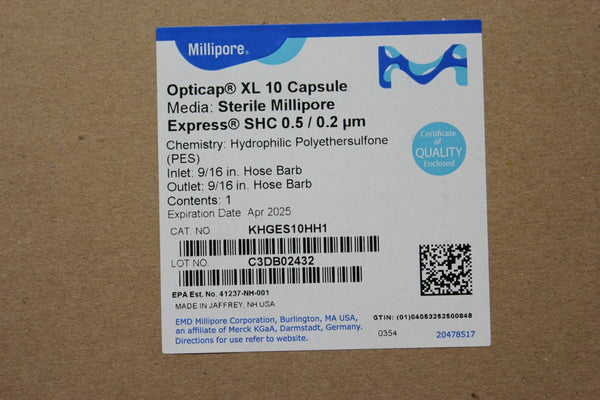 Millipore®
Opticap® XL 10 Capsule
Media: Sterile Millipore
Express® SHC 0.5 / 0.2 µm
Chemistry: Hydrophilic Polyethersulfone
(PES)
Inlet: 9/16 in. Hose Barb
Outlet: 9/16 in. Hose Barb
Contents: 1
Expiration Date Apr 2025
Certificate
of
QUALITY
Enclosed
CAT. NO. KHGES10HH1
LOT NO. C3DB02432
EPA Est. No. 41237-NH-001
MADE IN JAFFREY, NH USA
EMD Millipore Corporation, Burlington, MA USA,
an affiliate of Merck KGaA, Darmstadt, Germany.
Directions for use refer to website.
GTIN: (01)04053252500848
0354 20478517